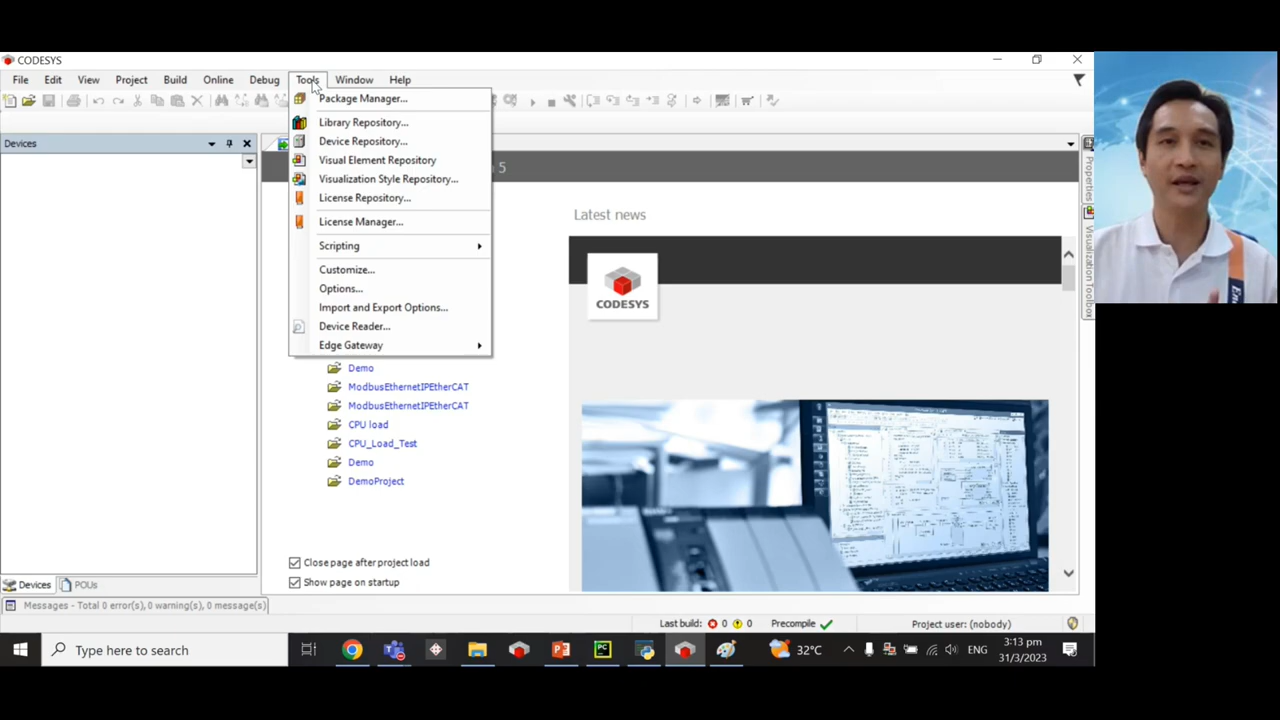 CODESYS
File Edit View Project Build Online Debug Tools Window Help
Package Manager...
Library Repository...
Device Repository...
Visual Element Repository
Visualization Style Repository...
License Repository...
License Manager...
Scripting
Customize...
Options...
Import and Export Options...
Device Reader...
Edge Gateway
Devices
5
Latest news
CODESYS
Properties
Visualization Toolbox
Demo
ModbusEthernetIPEtherCAT
ModbusEthernetIPEtherCAT
CPU load
CPU_Load_Test
Demo
DemoProject
Close page after project load
Show page on startup
Devices POUs
Messages - Total 0 error(s), 0 warning(s), 0 message(s)
Last build: 0 0 Precompile Project user: (nobody)
Type here to search
32°C
ENG
3:13 pm
31/3/2023